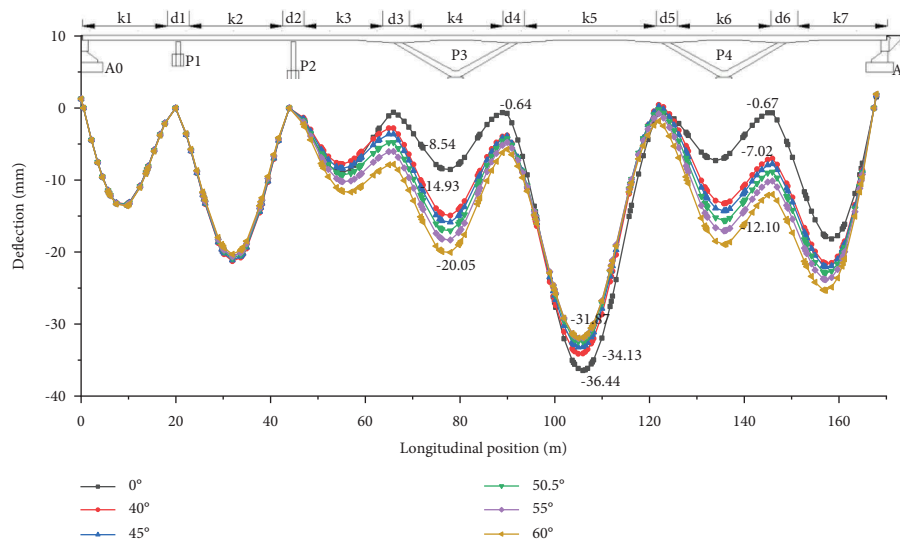 k1 d1 k2 d2 k3 d3 k4 d4 k5 d5 k6 d6 k7
10
P1 P2 P3 P4
A0 A
0
-0.64 -0.67
-8.54 -7.02
-10
-14.93
-12.10
-20
-20.05
-30
-31.87
-34.13
-36.44
-40
0 20 40 60 80 100 120 140 160
Deflection (mm)
Longitudinal position (m)
0° 50.5°
40° 55°
45° 60°